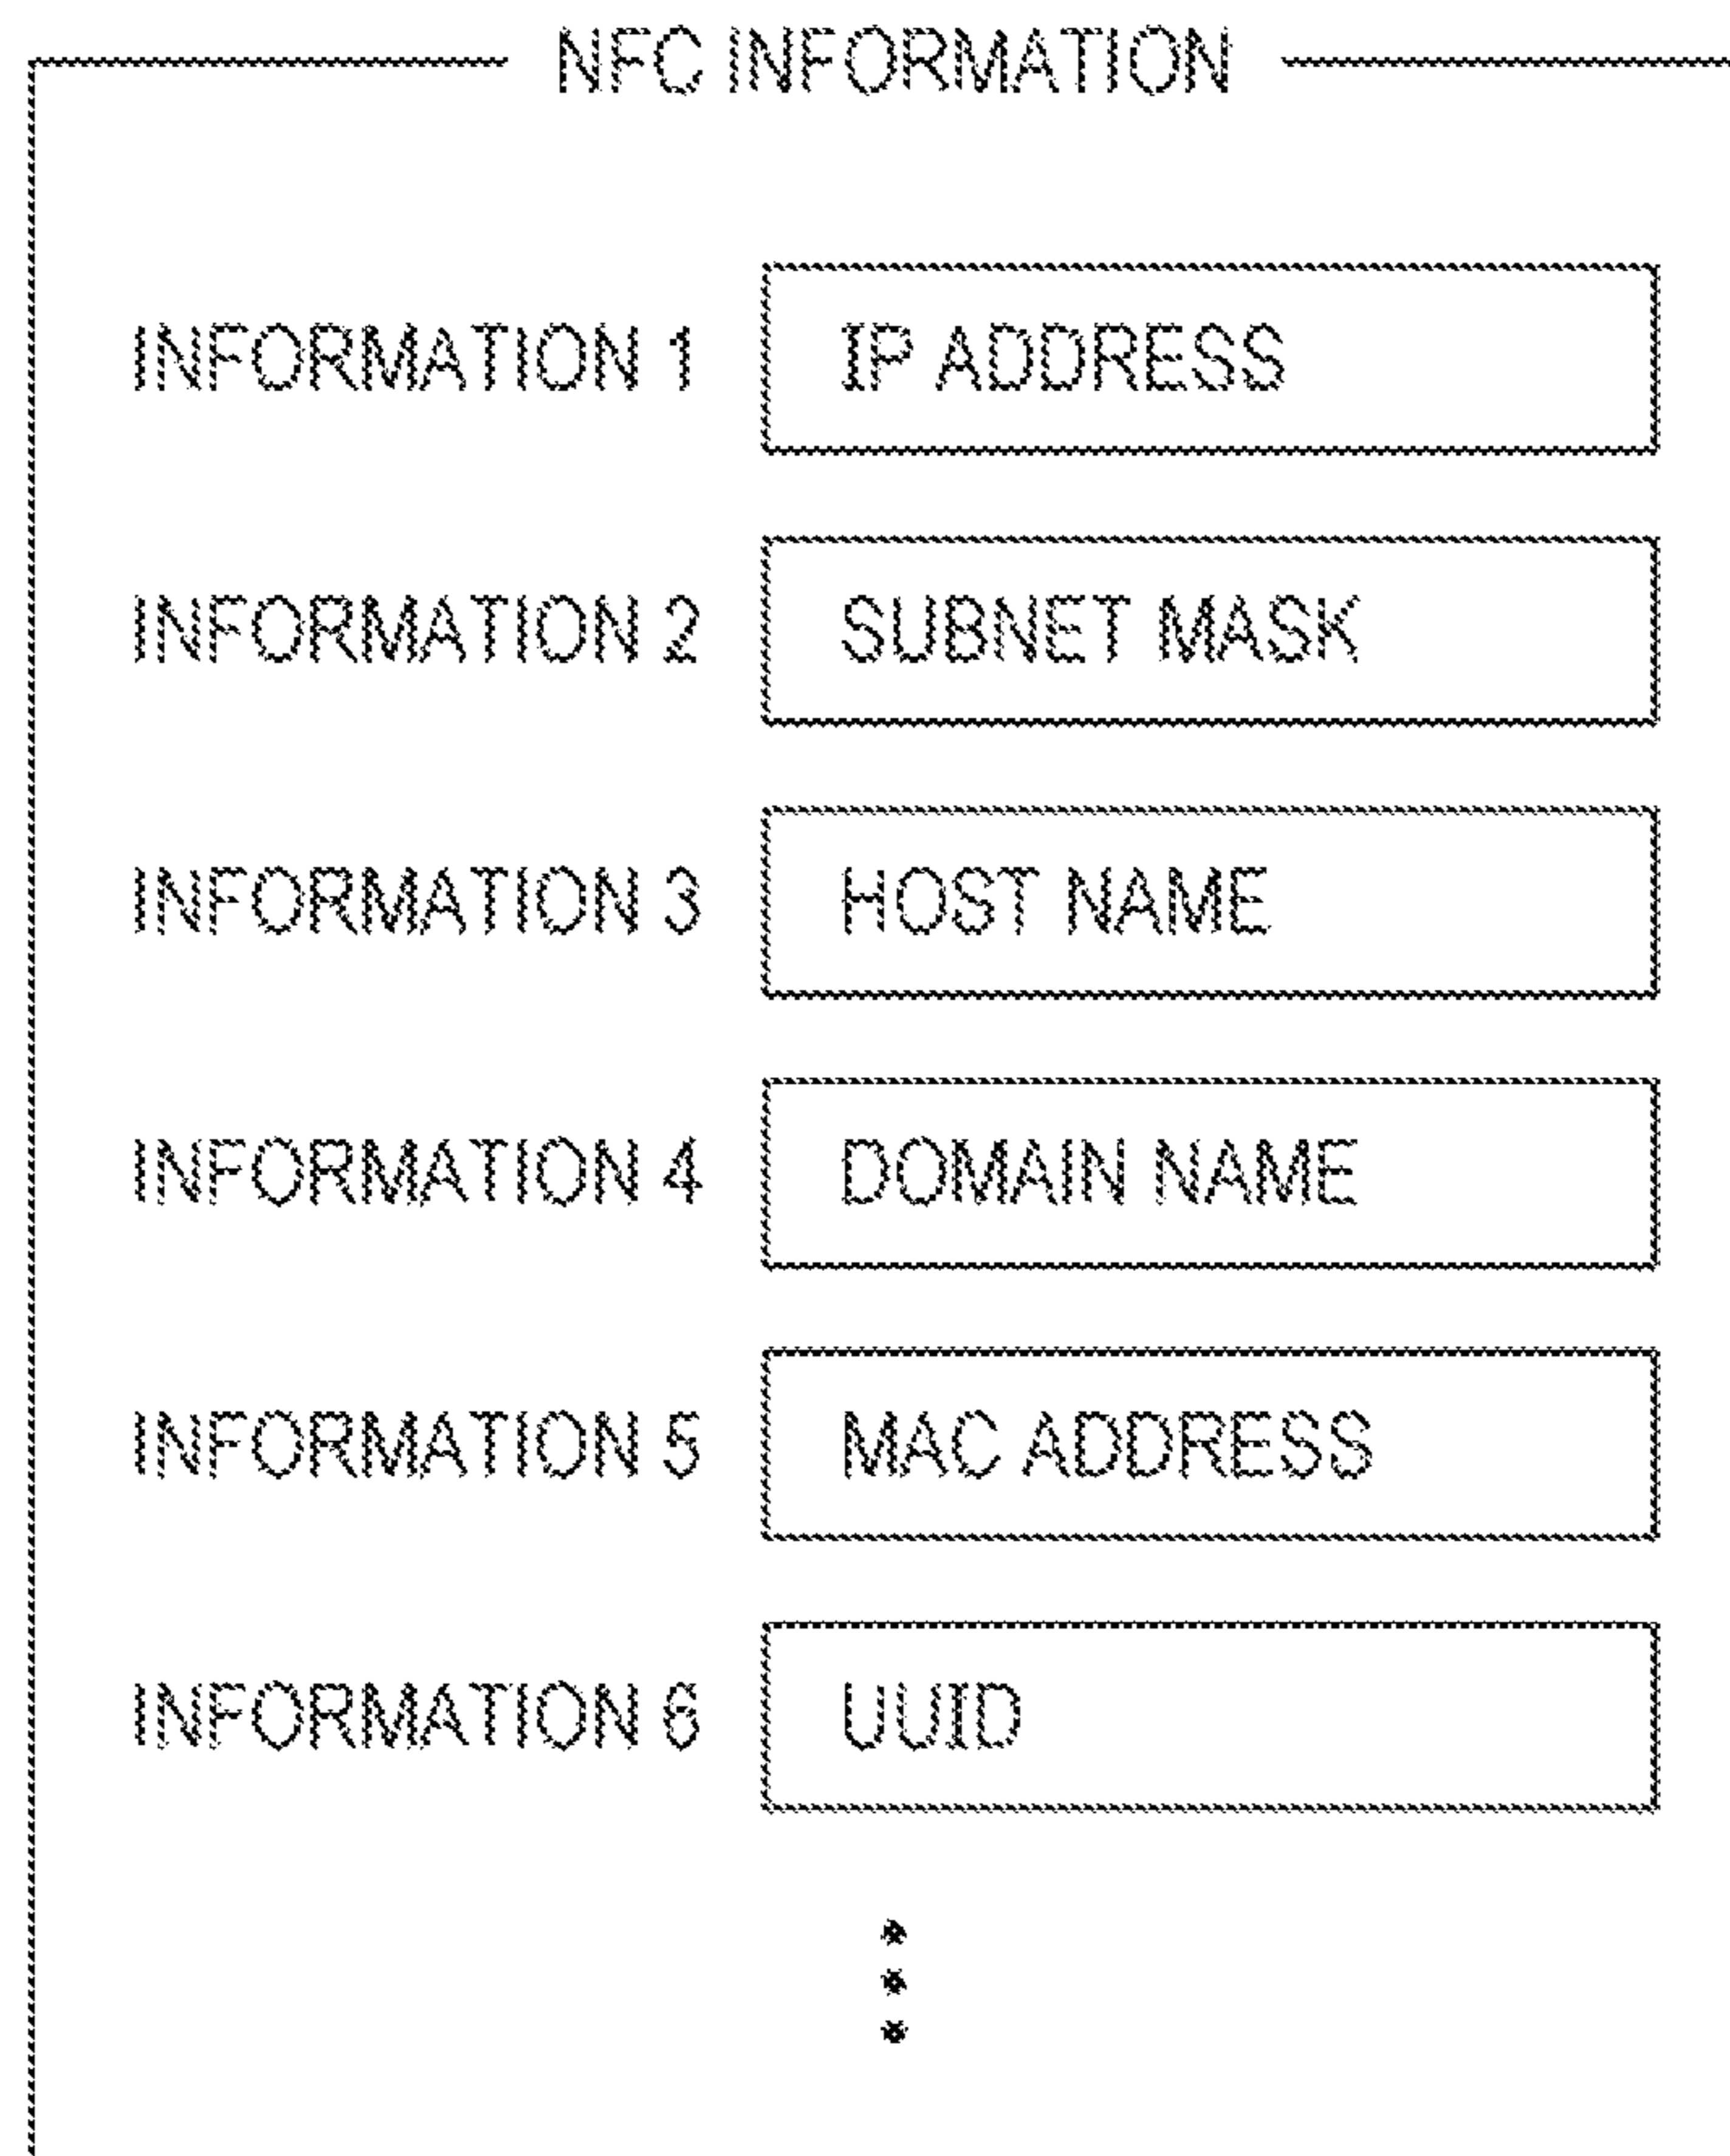 NFC INFORMATION
INFORMATION 1 IP ADDRESS
INFORMATION 2 SUBNET MASK
INFORMATION 3 HOST NAME
INFORMATION 4 DOMAIN NAME
INFORMATION 5 MAC ADDRESS
INFORMATION 6 UUID